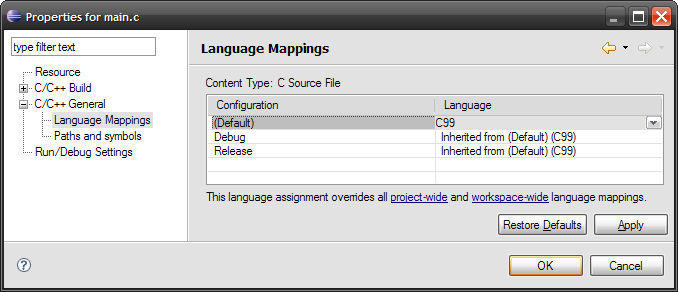 Properties for main.c
type filter text
Language Mappings
Resource
C/C++ Build
C/C++ General
Language Mappings
Paths and symbols
Run/Debug Settings
Content Type: C Source File
Configuration Language
(Default) C99
Debug Inherited from (Default) (C99)
Release Inherited from (Default) (C99)
This language assignment overrides all project-wide and workspace-wide language mappings.
Restore Defaults Apply
? OK Cancel